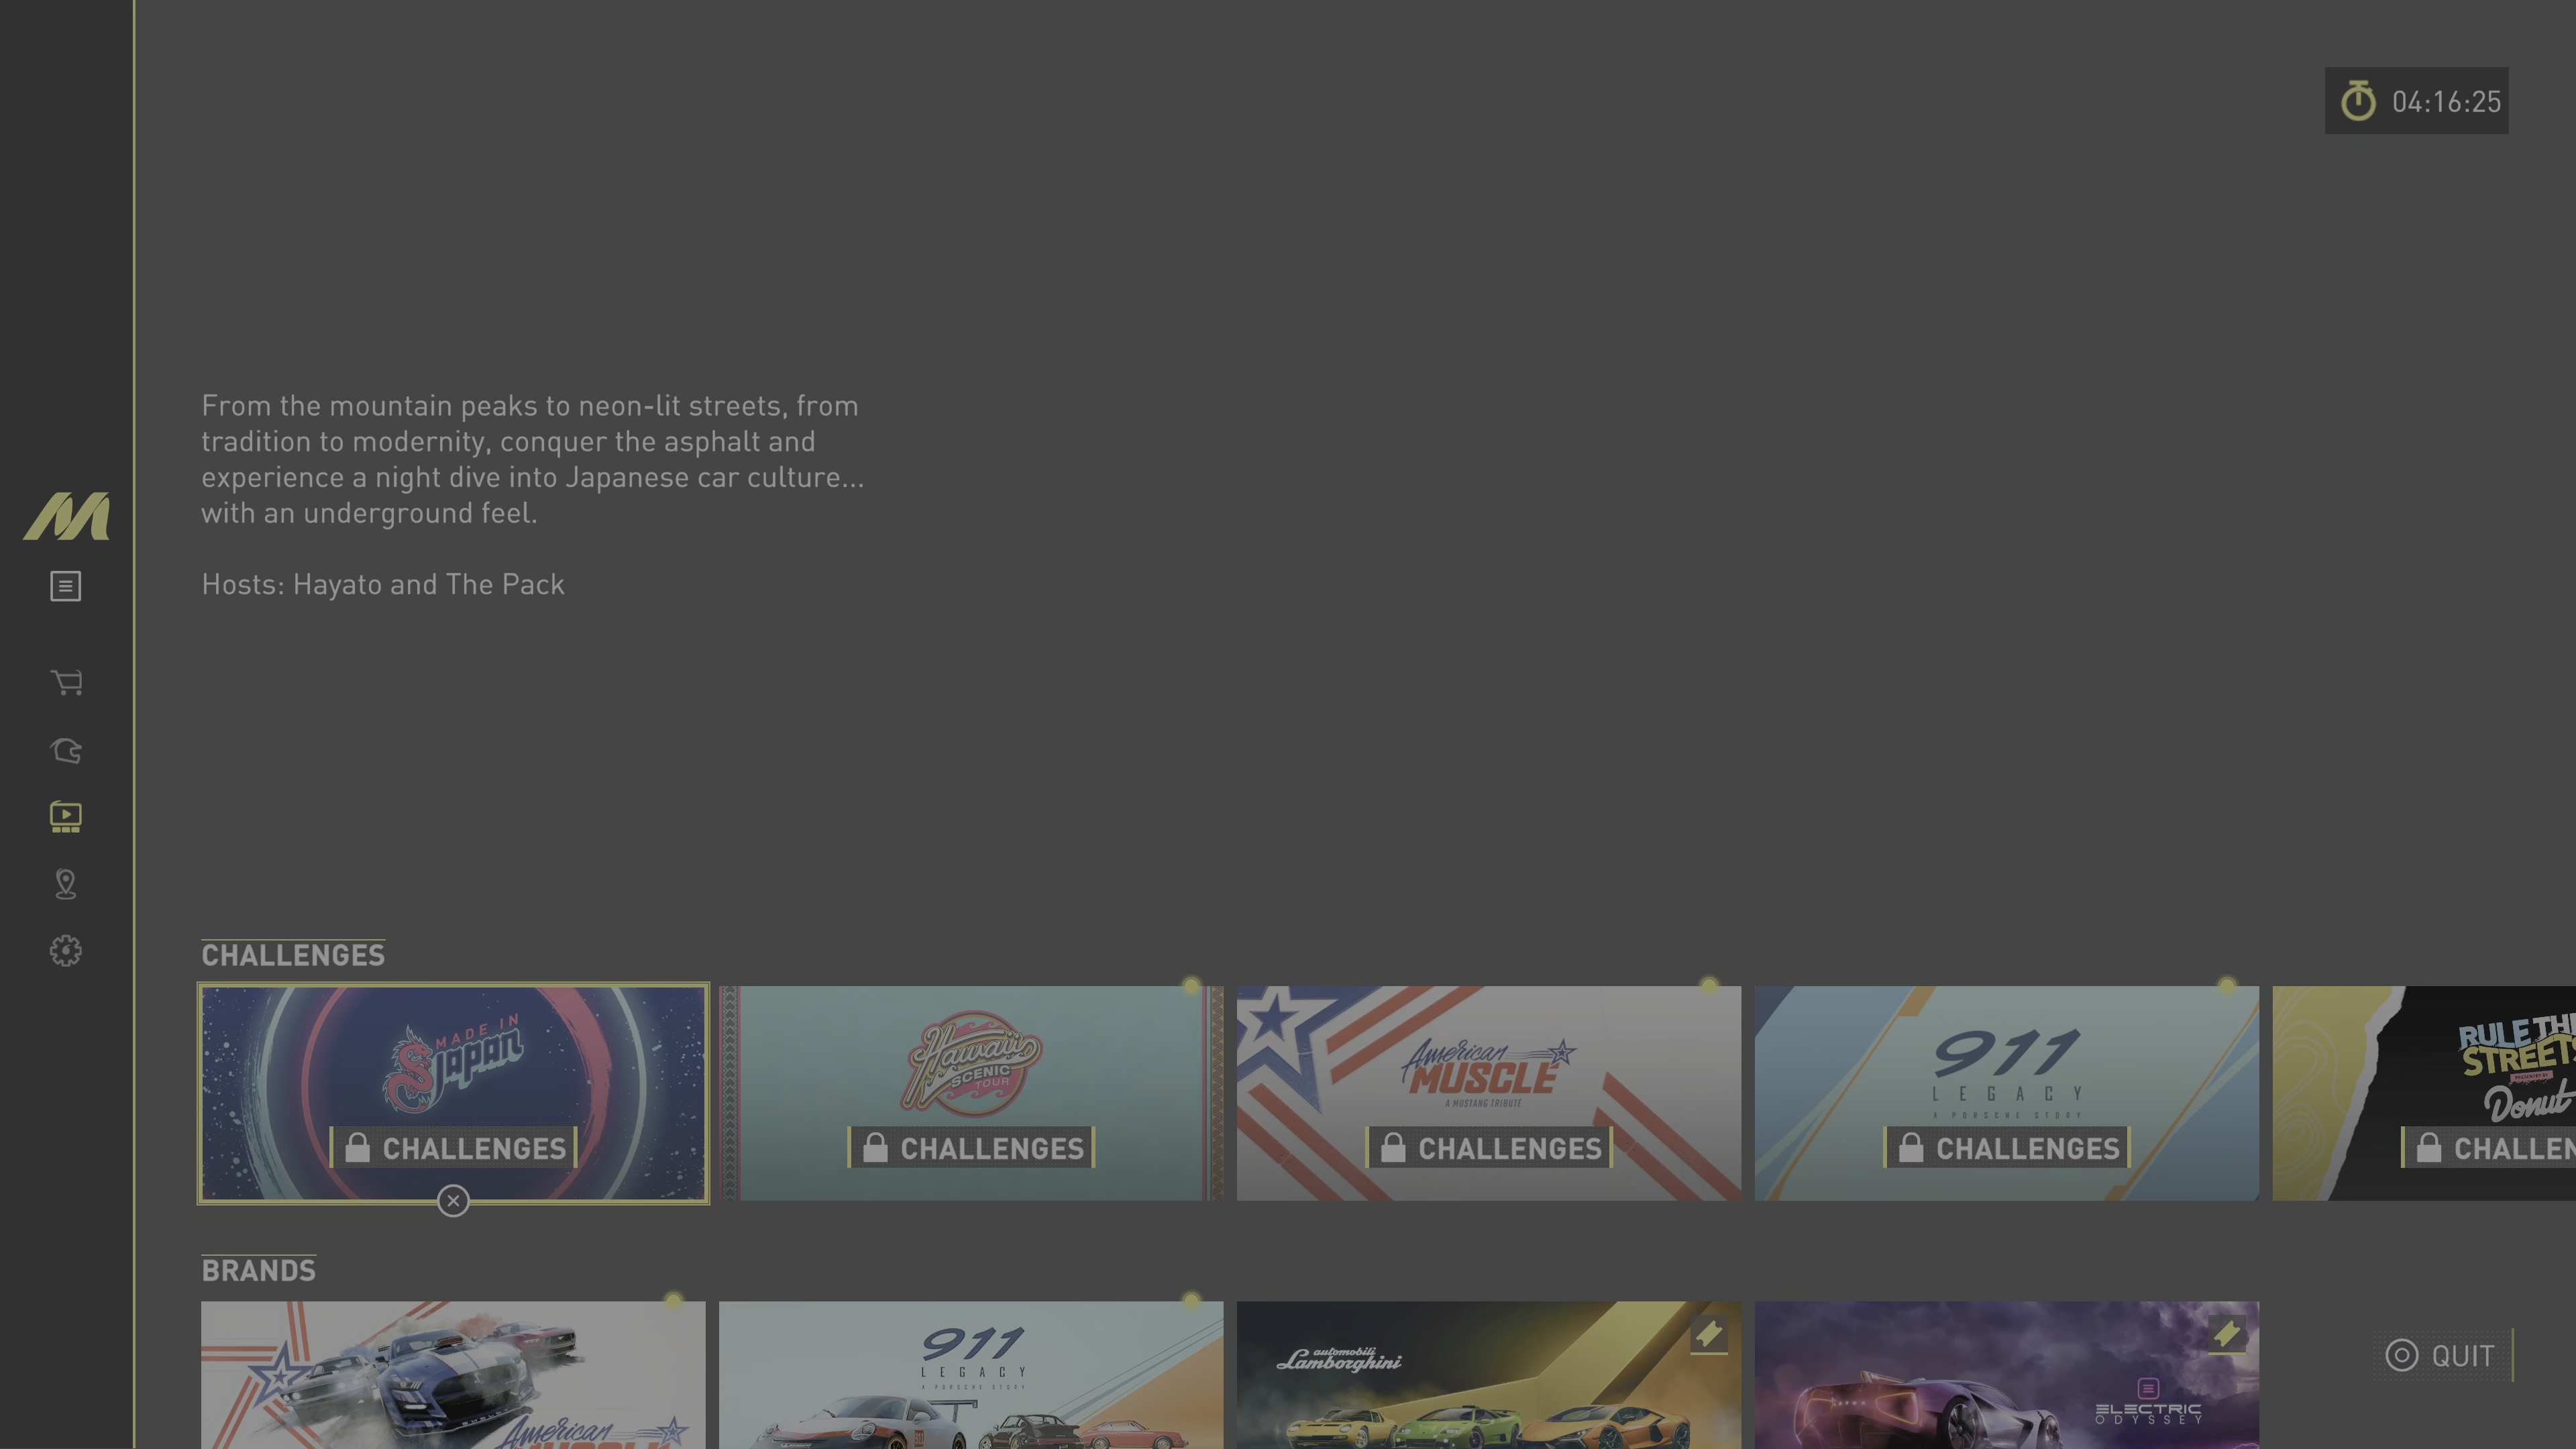 04:16:25
From the mountain peaks to neon-lit streets, from
tradition to modernity, conquer the asphalt and
experience a night dive into Japanese car culture...
with an underground feel.
Hosts: Hayato and The Pack
CHALLENGES
MADE IN
JAPAN
CHALLENGES
Hawaii
SCENIC
TOUR
CHALLENGES
American
MUSCLE
A MUSTANG TRIBUTE
CHALLENGES
911
LEGACY
A PORSCHE STORY
CHALLENGES
RULE THE
STREETS
Donut
CHALLEN
BRANDS
American
MUSCLE
911
LEGACY
A PORSCHE STORY
automobili
Lamborghini
ELECTRIC
ODYSSEY
QUIT